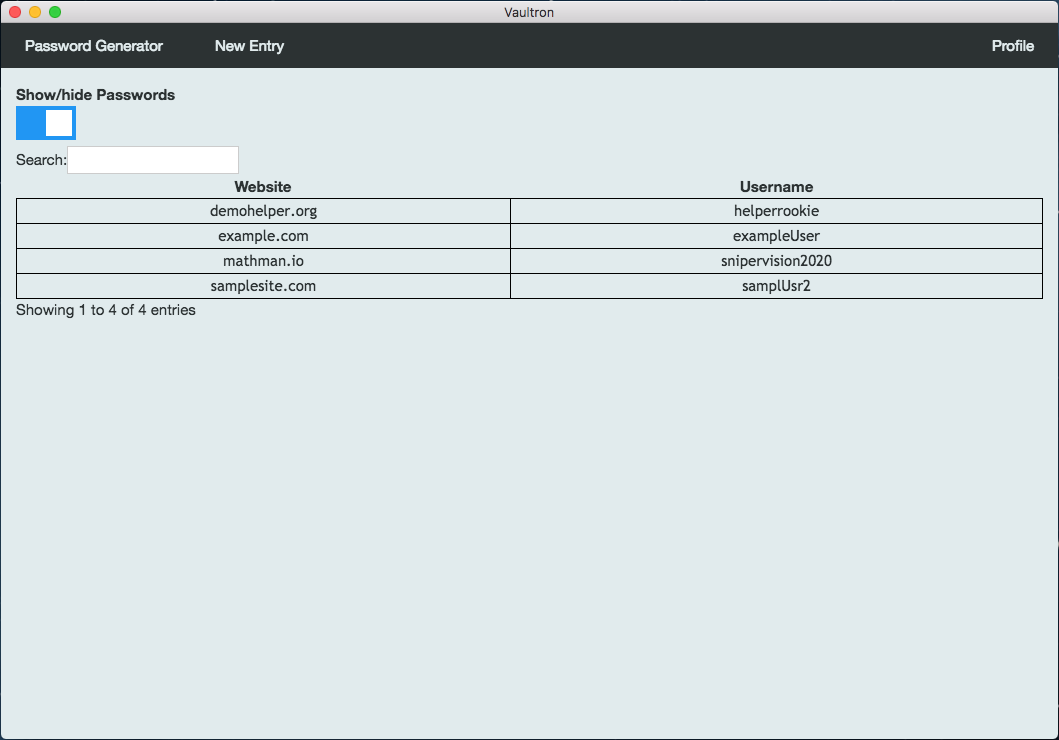 Vaultron
Password Generator New Entry Profile
Show/hide Passwords
Search:
Website Username
demohelper.org helperrookie
example.com exampleUser
mathman.io snipervision2020
samplesite.com samplUsr2
Showing 1 to 4 of 4 entries